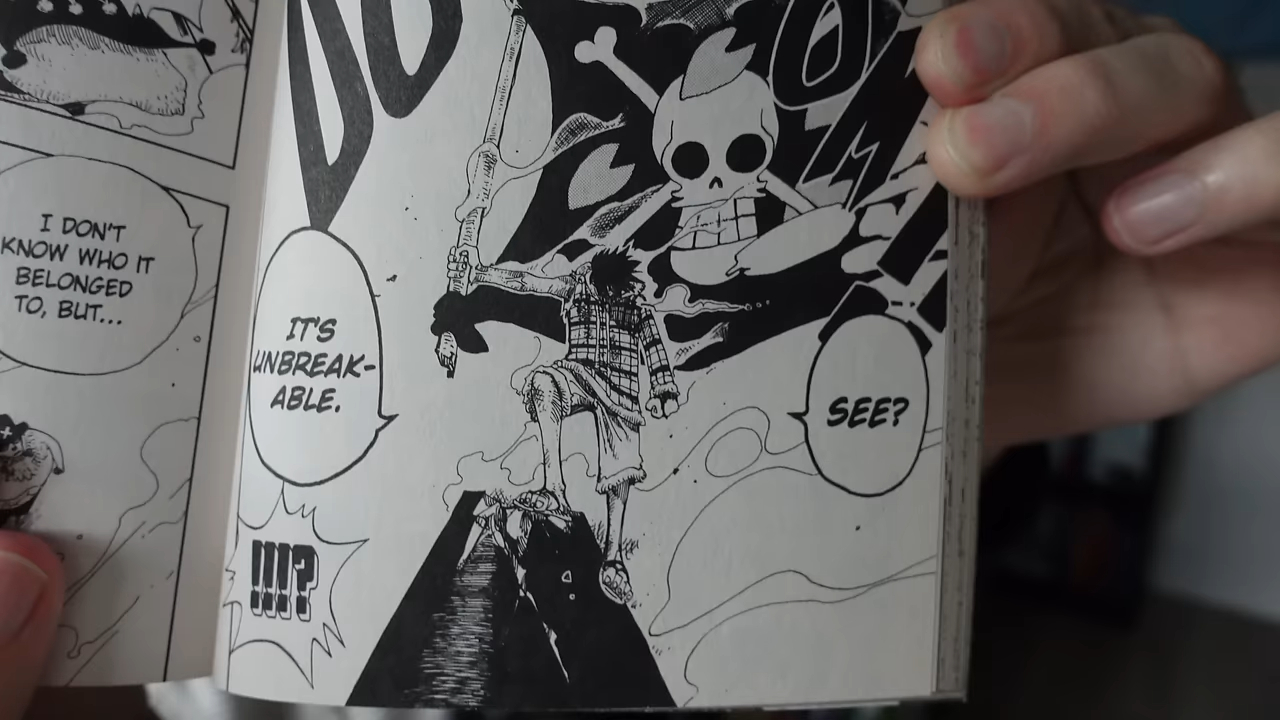 SEE?
IT'S
UNBREAK-
ABLE.
!!!?
I DON'T
KNOW WHO IT
BELONGED
TO, BUT...